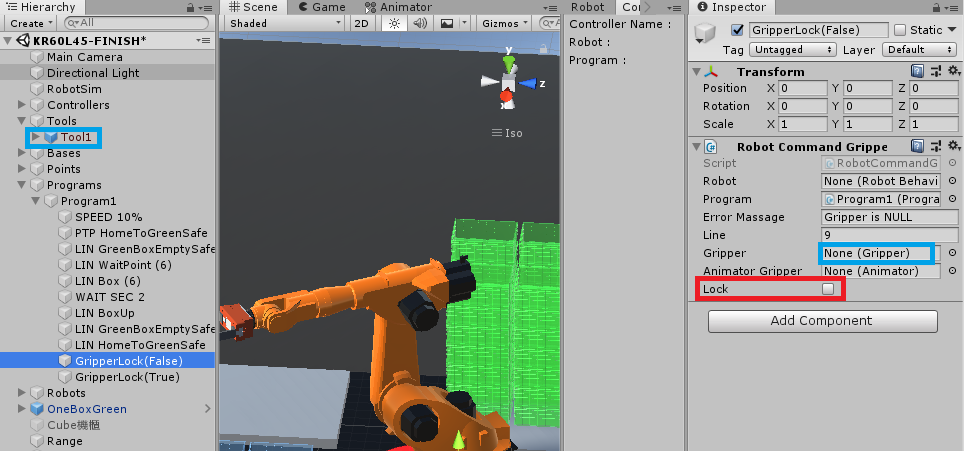 Hierarchy
Create
All
KR60L45-FINISH*
Main Camera
Directional Light
RobotSim
Controllers
Tools
Tool1
Bases
Points
Programs
Program1
SPEED 10%
PTP HomeToGreenSafe
LIN GreenBoxEmptySafe
LIN WaitPoint (6)
LIN Box (6)
WAIT SEC 2
LIN BoxUp
LIN GreenBoxEmptySafe
LIN HomeToGreenSafe
GripperLock(False)
GripperLock(True)
Robots
OneBoxGreen
Cube機櫃
Range
Scene Game Animator
Shaded 2D Gizmos All
y
z
x
Iso
Robot Co
Controller Name :
Robot :
Program :
Inspector
GripperLock(False) Static
Tag Untagged Layer Default
Transform
Position X 0 Y 0 Z 0
Rotation X 0 Y 0 Z 0
Scale X 1 Y 1 Z 1
Robot Command Grippe
Script RobotCommandG
Robot None (Robot Behavi
Program Program1 (Progra
Error Massage Gripper is NULL
Line 9
Gripper None (Gripper)
Animator Gripper None (Animator)
Lock
Add Component